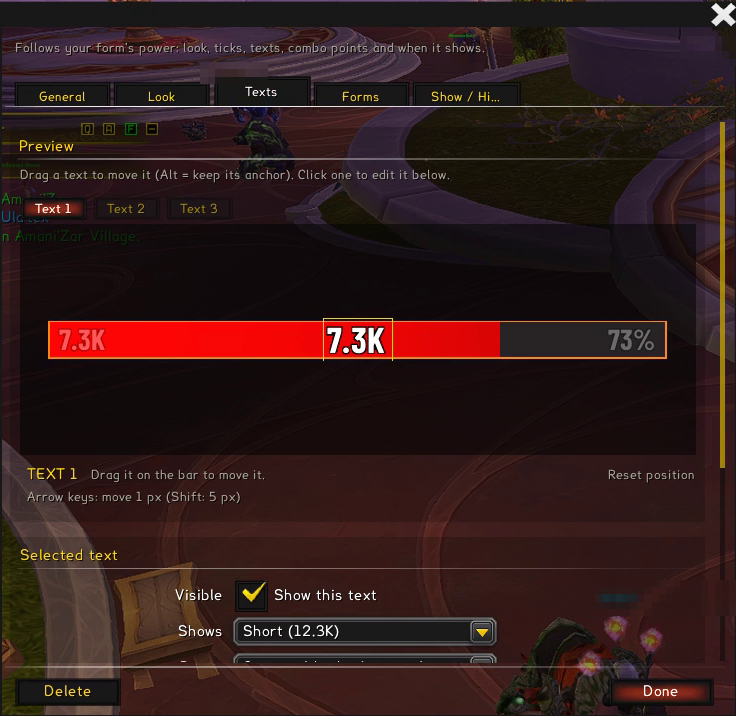 Follows your form's power: look, ticks, texts, combo points and when it shows.
General Look Texts Forms Show / Hi...
Q A F
Preview
Drag a text to move it (Alt = keep its anchor). Click one to edit it below.
Text 1 Text 2 Text 3
n Amani'Zar Village.
7.3K 7.3K 73%
TEXT 1 Drag it on the bar to move it. Reset position
Arrow keys: move 1 px (Shift: 5 px)
Selected text
Visible Show this text
Shows Short (12.3K)
Delete Done